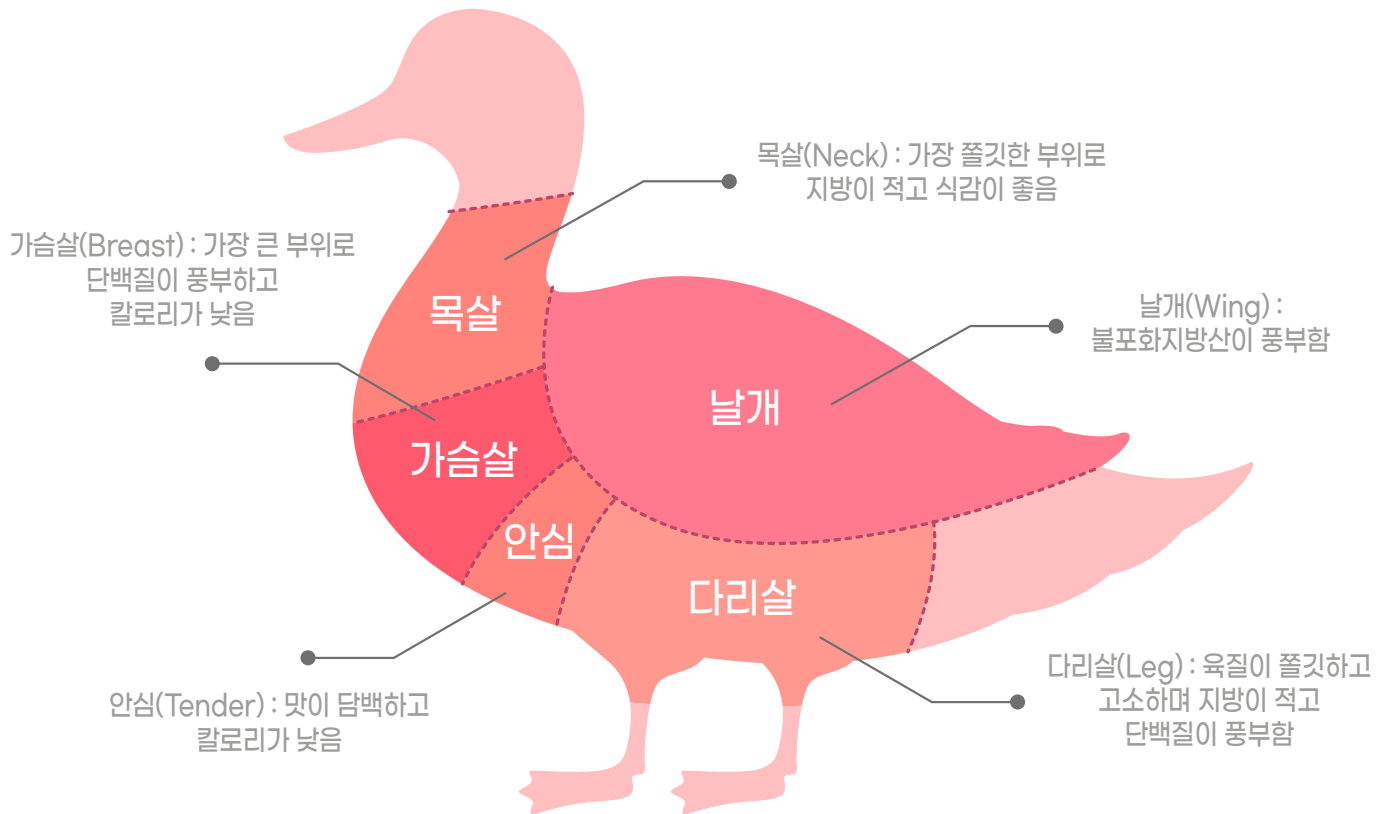 목살(Neck) : 가장 쫄깃한 부위로
지방이 적고 식감이 좋음
가슴살(Breast) : 가장 큰 부위로
단백질이 풍부하고
칼로리가 낮음
날개(Wing) :
불포화지방산이 풍부함
목살
날개
가슴살
안심
다리살
안심(Tender) : 맛이 담백하고
칼로리가 낮음
다리살(Leg) : 육질이 쫄깃하고
고소하며 지방이 적고
단백질이 풍부함